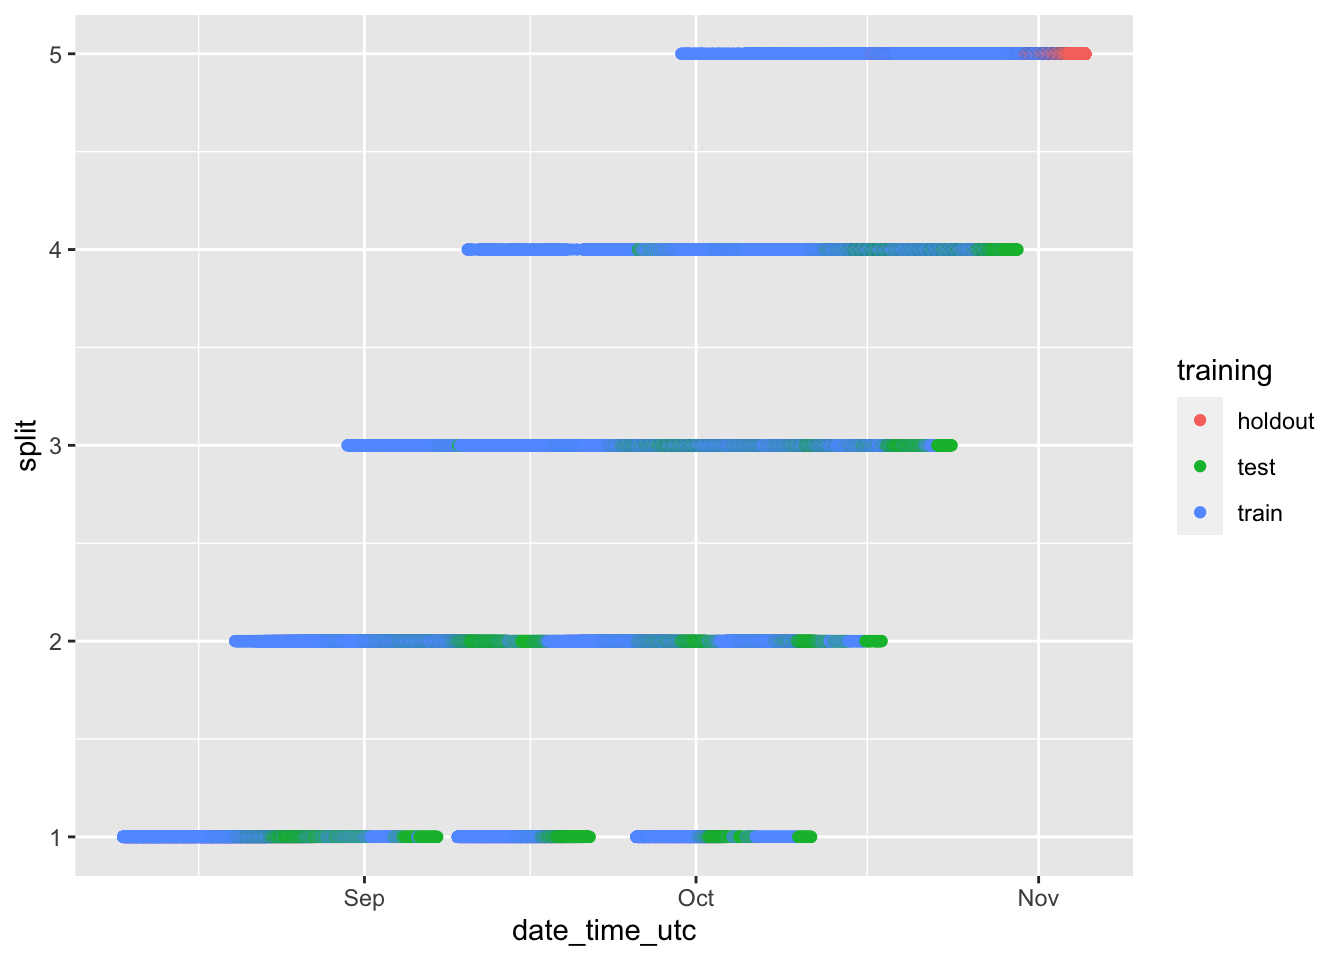 5
4
3
2
1
split
Sep
Oct
Nov
date_time_utc
training
holdout
test
train